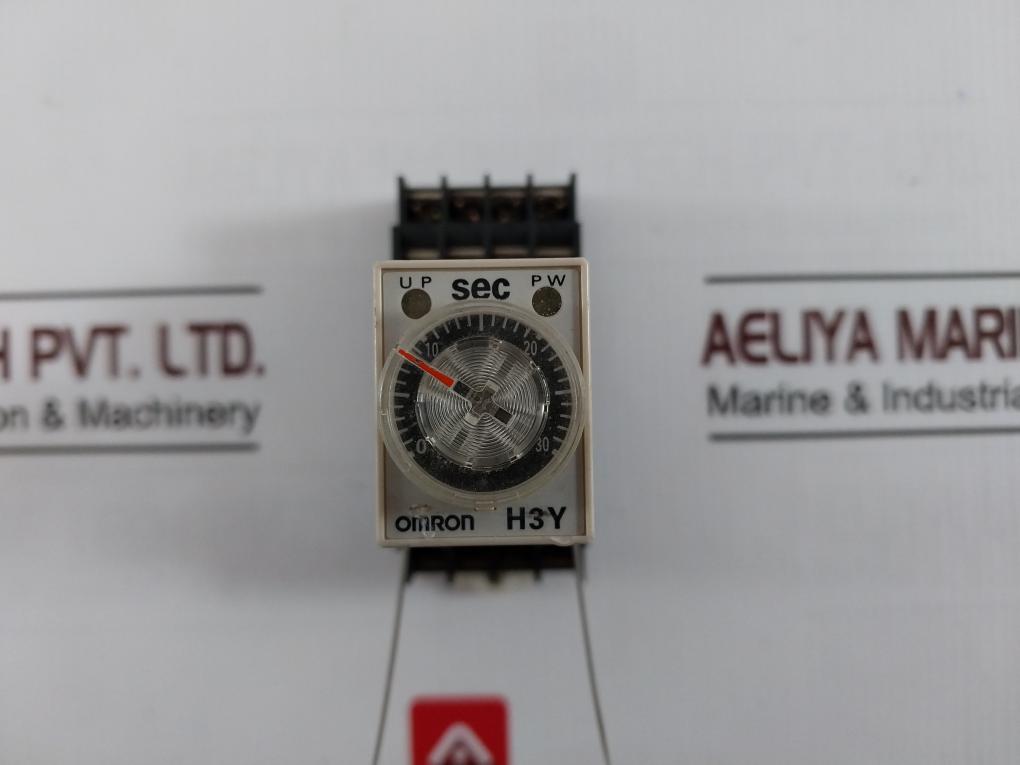 UP sec PW
10 20
0 30
OMRON H3Y
H PVT. LTD.
on & Machinery
AELIYA MARI
Marine & Industria